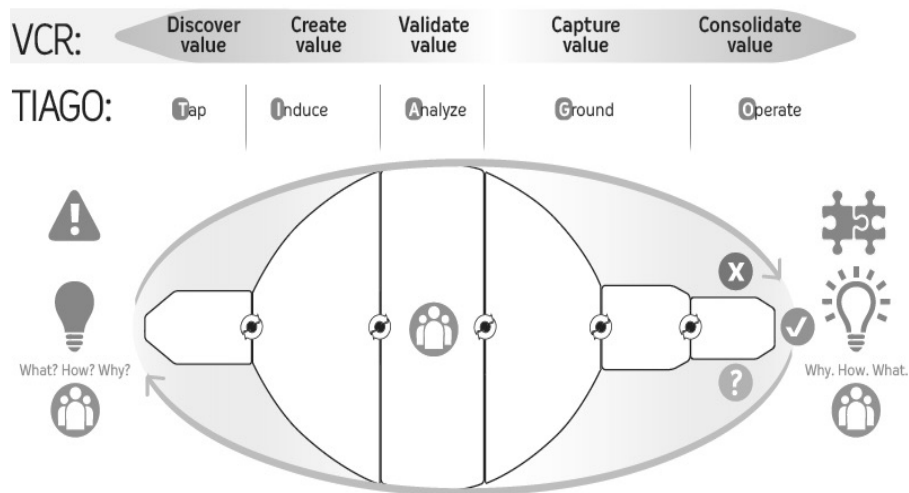 VCR:
Discover value
Create value
Validate value
Capture value
Consolidate value
TIAGO:
Tap
Induce
Analyze
Ground
Operate
!
X
?
What? How? Why?
Why. How. What.